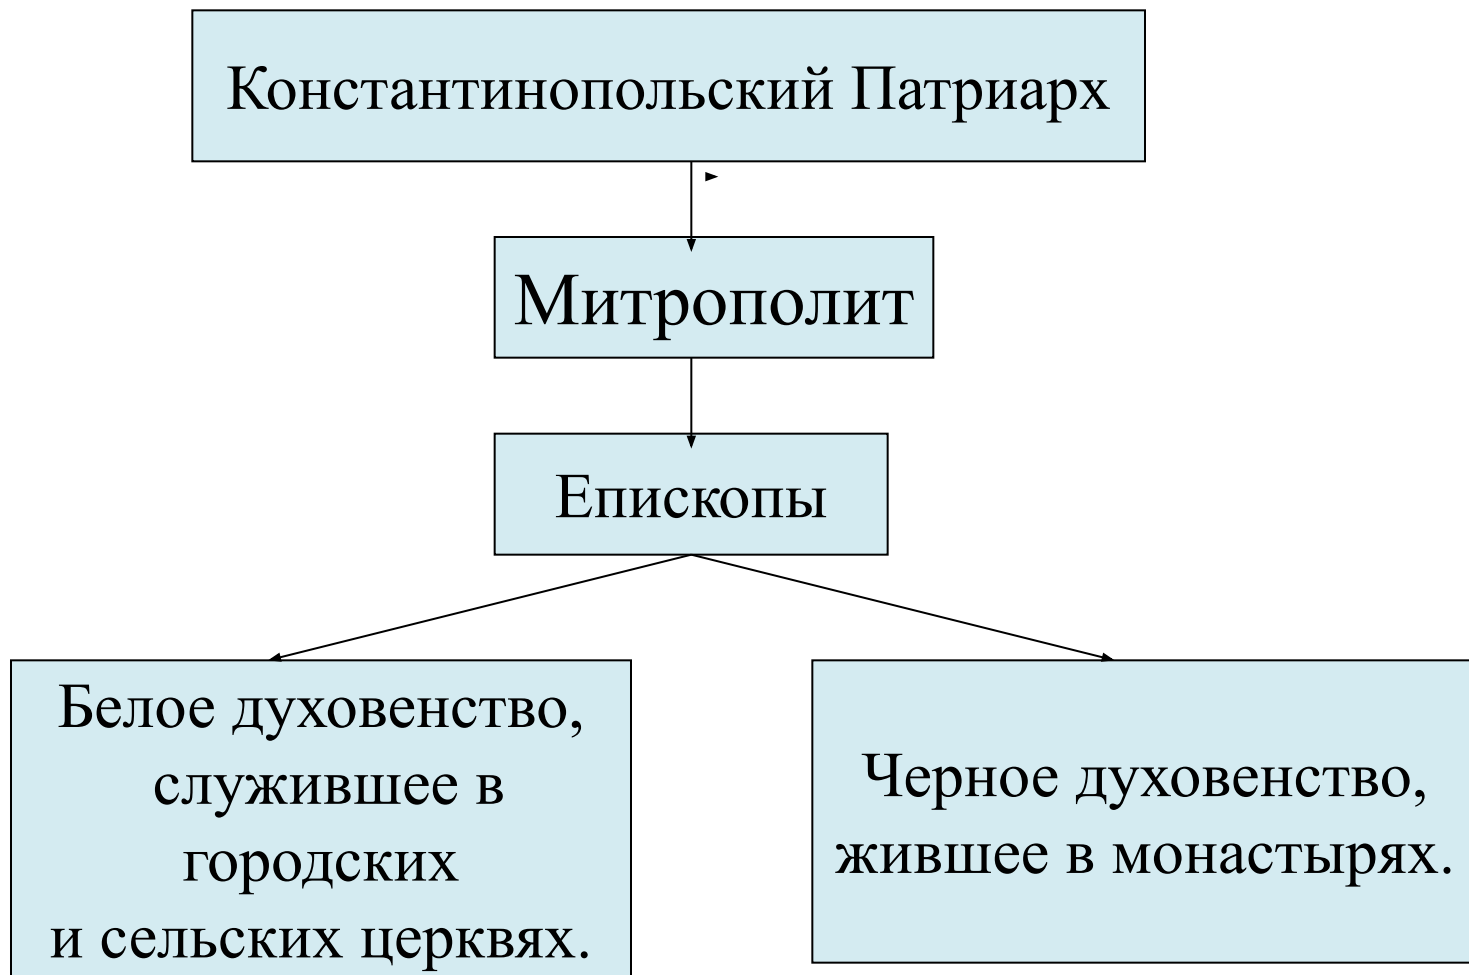 Константинопольский Патриарх
Митрополит
Епископы
Белое духовенство,
служившее в
городских
и сельских церквях.
Черное духовенство,
жившее в монастырях.